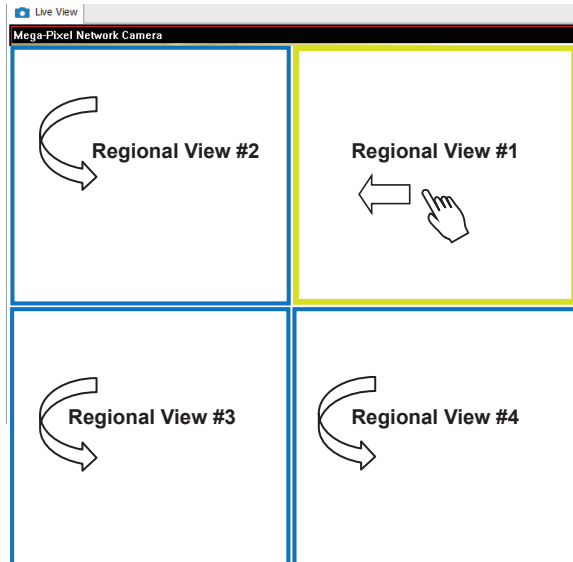 Live View
Mega-Pixel Network Camera
Regional View #2
Regional View #1
Regional View #3
Regional View #4